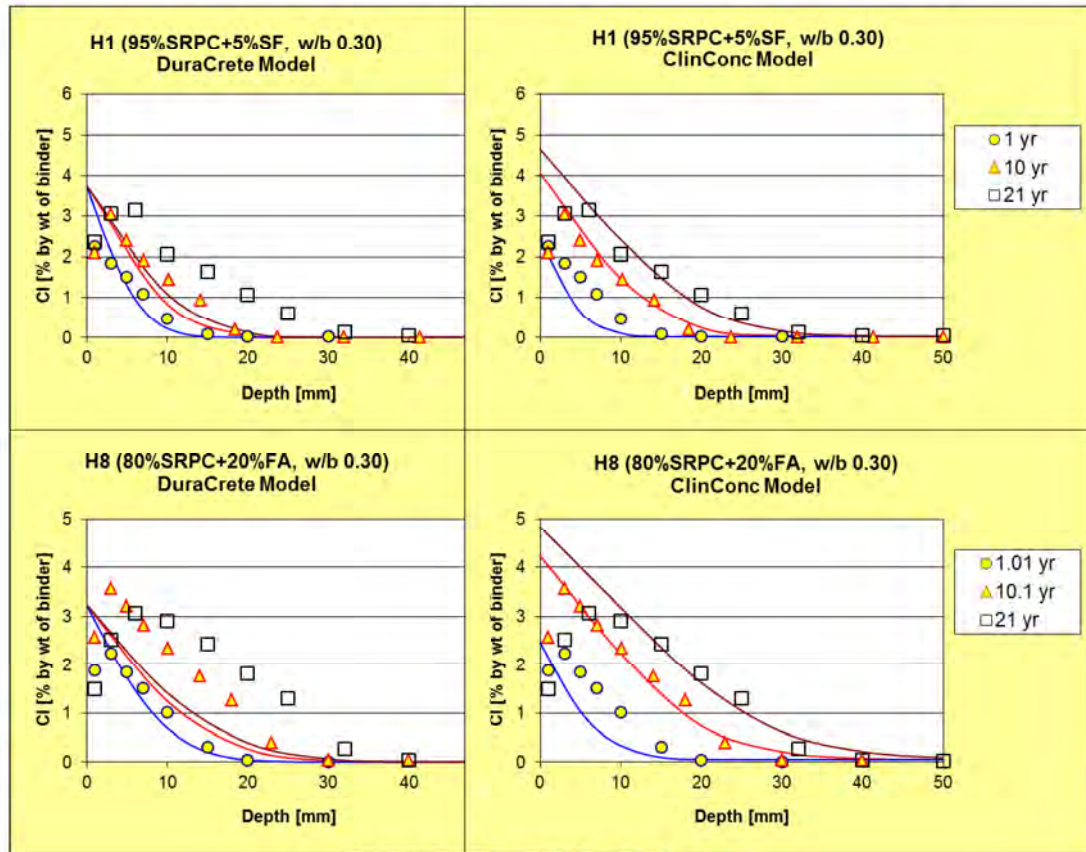 H1 (95%SRPC+5%SF, w/b 0.30)
DuraCrete Model
Cl [% by wt of binder]
6
5
4
3
2
1
0
0 10 20 30 40
Depth [mm]
H1 (95%SRPC+5%SF, w/b 0.30)
ClinConc Model
Cl [% by wt of binder]
6
5
4
3
2
1
0
0 10 20 30 40 50
Depth [mm]
1 yr
10 yr
21 yr
H8 (80%SRPC+20%FA, w/b 0.30)
DuraCrete Model
Cl [% by wt of binder]
5
4
3
2
1
0
0 10 20 30 40
Depth [mm]
H8 (80%SRPC+20%FA, w/b 0.30)
ClinConc Model
Cl [% by wt of binder]
5
4
3
2
1
0
0 10 20 30 40 50
Depth [mm]
1.01 yr
10.1 yr
21 yr